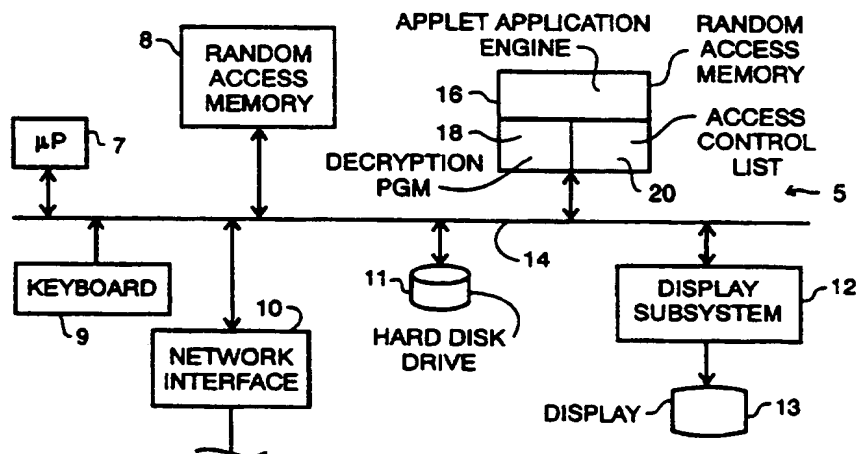 8
RANDOM
ACCESS
MEMORY
APPLET APPLICATION
ENGINE
RANDOM
ACCESS
MEMORY
16
18
ACCESS
CONTROL
LIST
DECRYPTION
PGM
20
µP
7
5
14
KEYBOARD
9
10
NETWORK
INTERFACE
11
HARD DISK
DRIVE
DISPLAY
SUBSYSTEM
12
DISPLAY
13